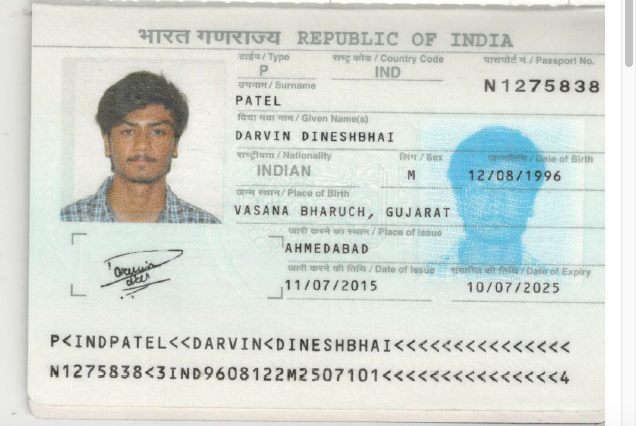 भारत गणराज्य REPUBLIC OF INDIA
टाईप / Type राष्ट्र कोड / Country Code पासपोर्ट नं. / Passport No.
P IND N1275838
उपनाम / Surname
PATEL
दिया गया नाम / Given Name(s)
DARVIN DINESHBHAI
राष्ट्रीयता / Nationality लिंग / Sex जन्मतिथि / Date of Birth
INDIAN M 12/08/1996
जन्म स्थान / Place of Birth
VASANA BHARUCH, GUJARAT
जारी करने का स्थान / Place of Issue
AHMEDABAD
जारी करने की तिथि / Date of Issue समाप्ति की तिथि / Date of Expiry
11/07/2015 10/07/2025
P<INDPATEL<<DARVIN<DINESHBHAI<<<<<<<<<<<<<<<
N1275838<3IND9608122M2507101<<<<<<<<<<<<<<<4